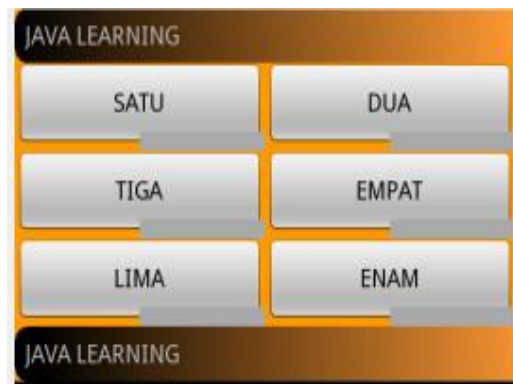 JAVA LEARNING
SATU DUA
TIGA EMPAT
LIMA ENAM
JAVA LEARNING